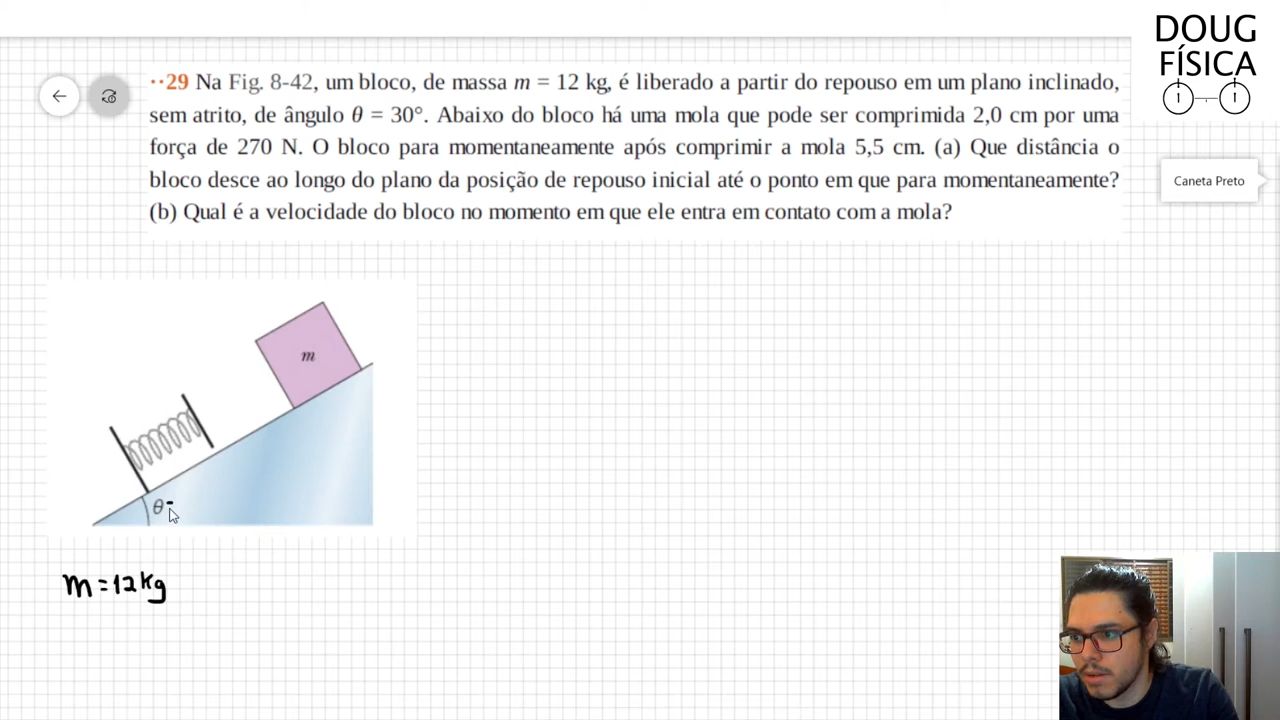 DOUG
FÍSICA
··29 Na Fig. 8-42, um bloco, de massa m = 12 kg, é liberado a partir do repouso em um plano inclinado,
sem atrito, de ângulo θ = 30°. Abaixo do bloco há uma mola que pode ser comprimida 2,0 cm por uma
força de 270 N. O bloco para momentaneamente após comprimir a mola 5,5 cm. (a) Que distância o
bloco desce ao longo do plano da posição de repouso inicial até o ponto em que para momentaneamente?
(b) Qual é a velocidade do bloco no momento em que ele entra em contato com a mola?
Caneta Preto
m
θ-
m=12kg